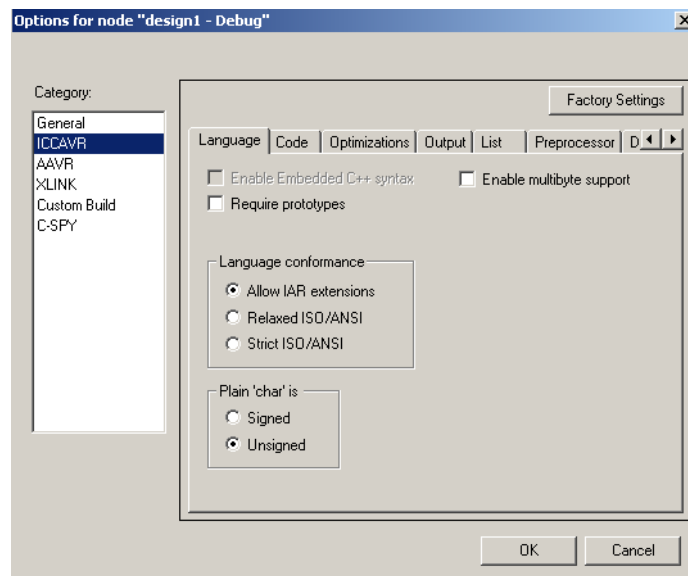 Options for node "design1 - Debug"
Category:
General
ICCAVR
AAVR
XLINK
Custom Build
C-SPY
Factory Settings
Language Code Optimizations Output List Preprocessor D
Enable Embedded C++ syntax Enable multibyte support
Require prototypes
Language conformance
Allow IAR extensions
Relaxed ISO/ANSI
Strict ISO/ANSI
Plain 'char' is
Signed
Unsigned
OK Cancel